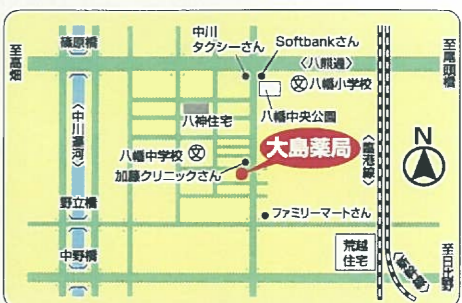 至高畑
篠原橋
中川
タクシーさん
Softbankさん
至尾頭橋
〈八熊通〉
文 八幡小学校
八幡中央公園
八神住宅
〈中川運河〉
八幡中学校 文
大島薬局
加藤クリニックさん
〈臨港線〉
N
野立橋
ファミリーマートさん
中野橋
荒越
住宅
至日比野